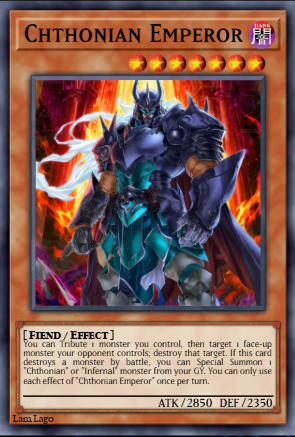 CHTHONIAN EMPEROR
DARK
闇
[ FIEND / EFFECT ]
You can Tribute 1 monster you control, then target 1 face-up
monster your opponent controls; destroy that target. If this card
destroys a monster by battle, you can Special Summon 1
"Chthonian" or "Infernal" monster from your GY. You can only use
each effect of "Chthonian Emperor" once per turn.
ATK / 2850 DEF / 2350
Lam Lago